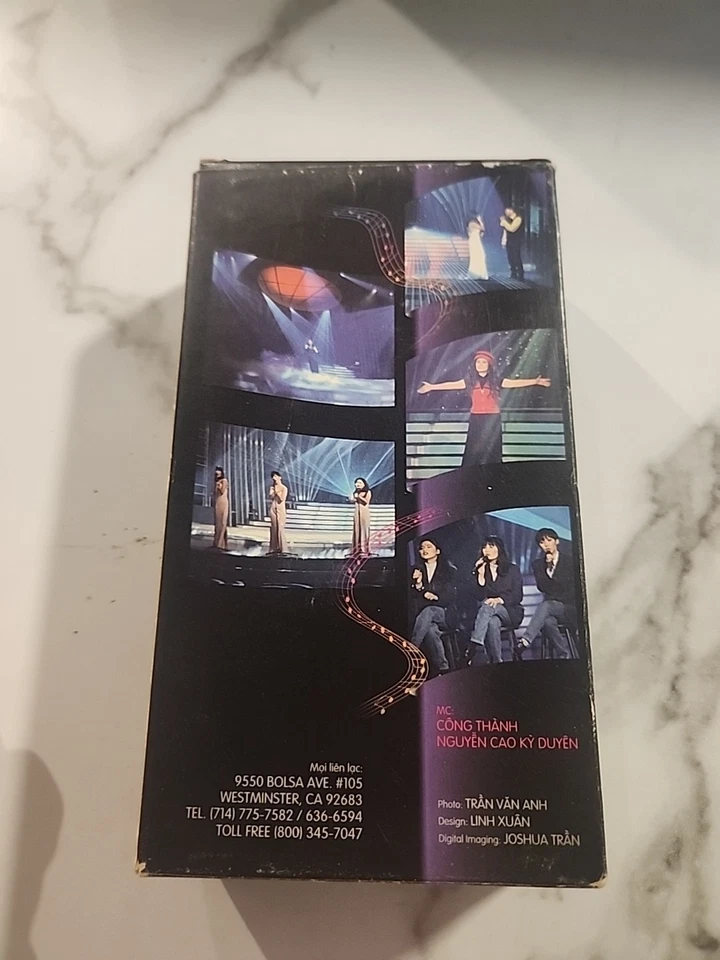 Mọi liên lạc:
9550 BOLSA AVE. #105
WESTMINSTER, CA 92683
TEL. (714) 775-7582 / 636-6594
TOLL FREE (800) 345-7047
MC:
CÔNG THÀNH
NGUYỄN CAO KỲ DUYÊN
Photo: TRẦN VĂN ANH
Design: LINH XUÂN
Digital Imaging: JOSHUA TRẦN